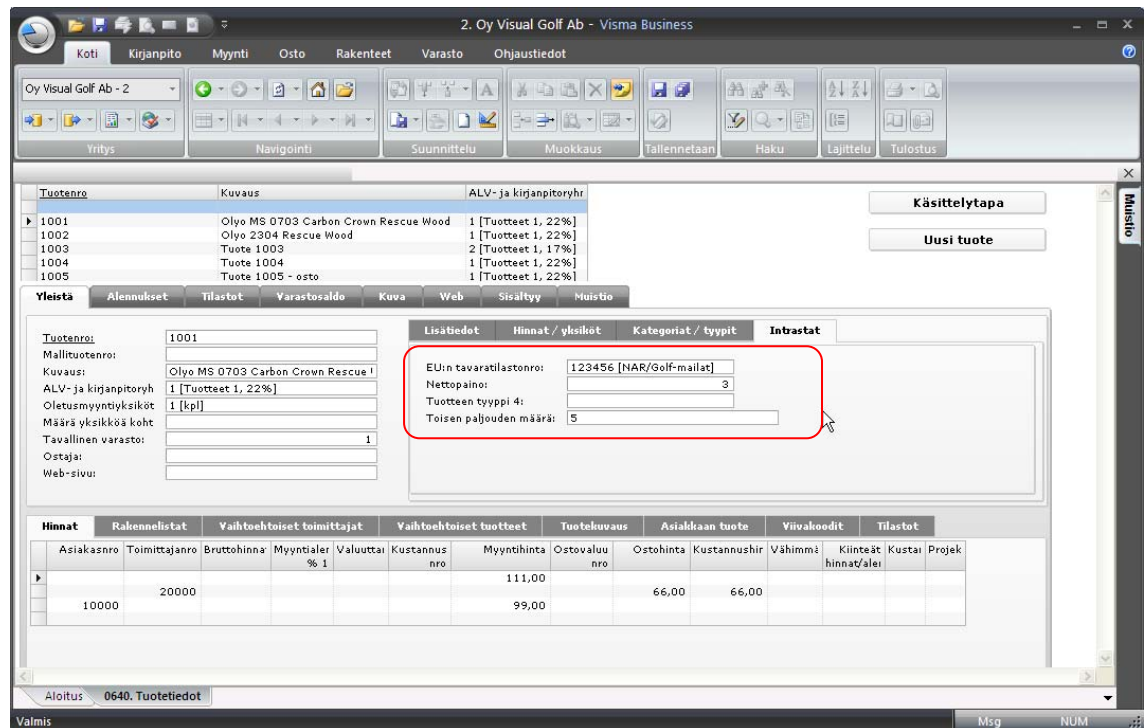 2. Oy Visual Golf Ab - Visma Business
Koti Kirjanpito Myynti Osto Rakenteet Varasto Ohjaustiedot
Oy Visual Golf Ab - 2
Yritys Navigointi Suunnittelu Muokkaus Tallennetaan Haku Lajittelu Tulostus
Tuotenro Kuvaus ALV- ja kirjanpitoryhr
1001 Olyo MS 0703 Carbon Crown Rescue Wood 1 [Tuotteet 1, 22%]
1002 Olyo 2304 Rescue Wood 1 [Tuotteet 1, 22%]
1003 Tuote 1003 2 [Tuotteet 1, 17%]
1004 Tuote 1004 1 [Tuotteet 1, 22%]
1005 Tuote 1005 - osto 1 [Tuotteet 1, 22%]
Käsittelytapa
Uusi tuote
Muistio
Yleistä Alennukset Tilastot Varastosaldo Kuva Web Sisältyy Muistio
Tuotenro: 1001
Mallituotenro:
Kuvaus: Olyo MS 0703 Carbon Crown Rescue
ALV- ja kirjanpitoryh 1 [Tuotteet 1, 22%]
Oletusmyyntiyksiköt 1 [kpl]
Määrä yksikköä koht
Tavallinen varasto: 1
Ostaja:
Web-sivu:
Lisätiedot Hinnat / yksiköt Kategoriat / tyypit Intrastat
EU:n tavaratilastonro: 123456 [NAR/Golf-mailat]
Nettopaino: 3
Tuotteen tyyppi 4:
Toisen paljouden määrä: 5
Hinnat Rakennelistat Vaihtoehtoiset toimittajat Vaihtoehtoiset tuotteet Tuotekuvaus Asiakkaan tuote Viivakoodit Tilastot
Asiakasnro Toimittajanro Bruttohinna Myyntialer Valuuttai Kustannus Myyntihinta Ostovaluu Ostohinta Kustannushir Vähimmä Kiinteät Kustai Projek
% 1 nro nro hinnat/aler
111,00
20000 66,00 66,00
10000 99,00
Aloitus 0640. Tuotetiedot
Valmis Msg NUM